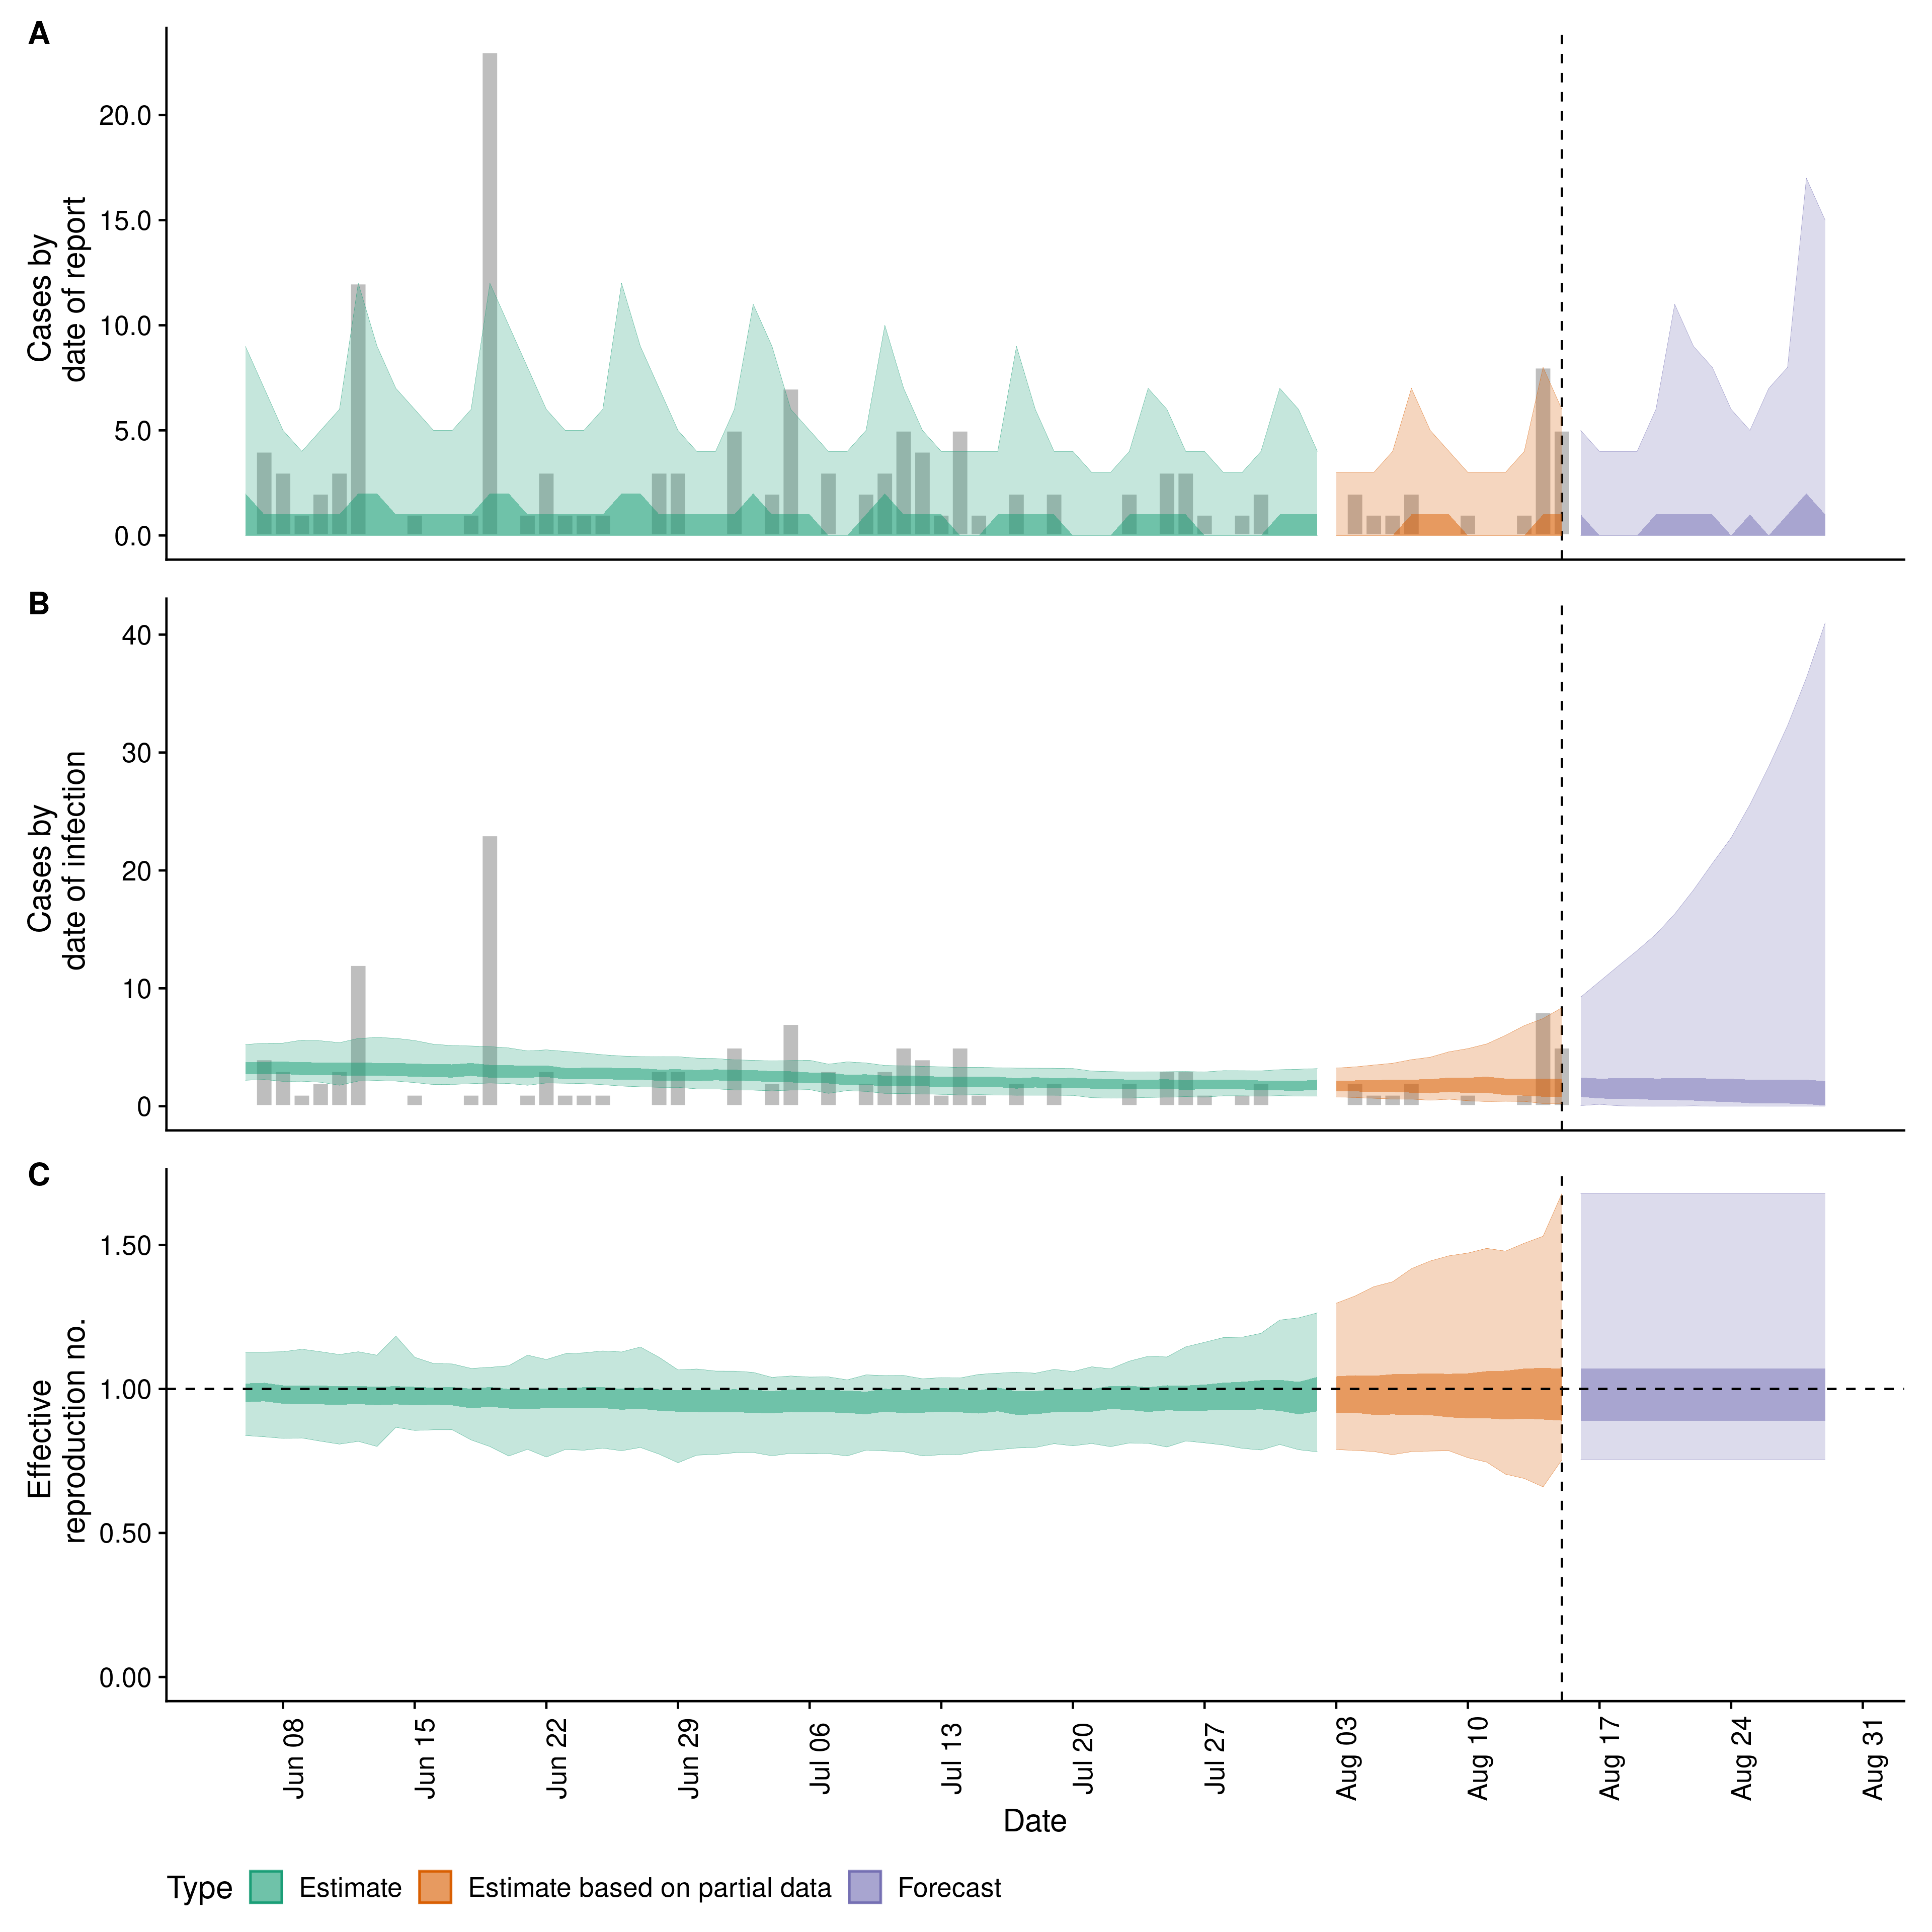 A
Cases by
date of report
20.0
15.0
10.0
5.0
0.0
B
Cases by
date of infection
40
30
20
10
0
C
Effective
reproduction no.
1.50
1.00
0.50
0.00
Jun 08
Jun 15
Jun 22
Jun 29
Jul 06
Jul 13
Jul 20
Jul 27
Aug 03
Aug 10
Aug 17
Aug 24
Aug 31
Date
Type Estimate Estimate based on partial data Forecast